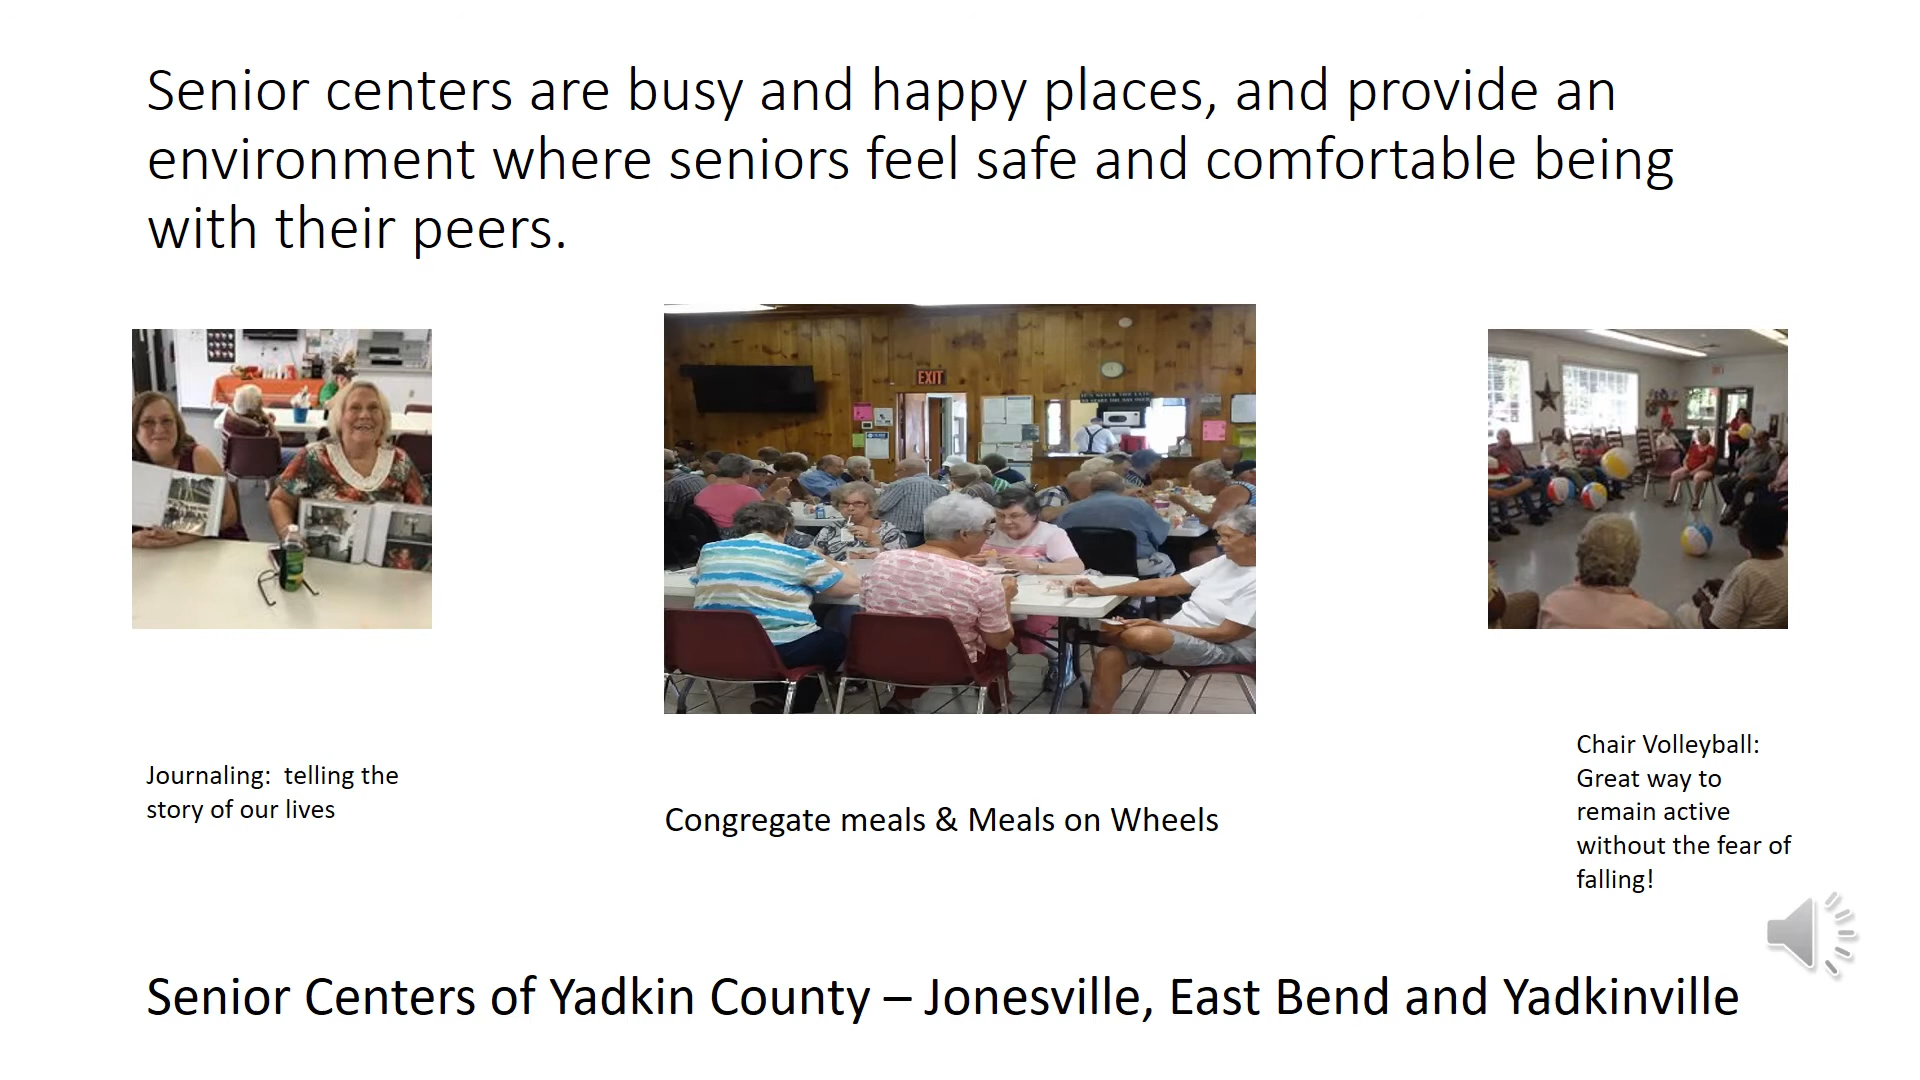 Senior centers are busy and happy places, and provide an
environment where seniors feel safe and comfortable being
with their peers.
EXIT
Journaling:  telling the
story of our lives
Congregate meals & Meals on Wheels
Chair Volleyball:
Great way to
remain active
without the fear of
falling!
Senior Centers of Yadkin County – Jonesville, East Bend and Yadkinville